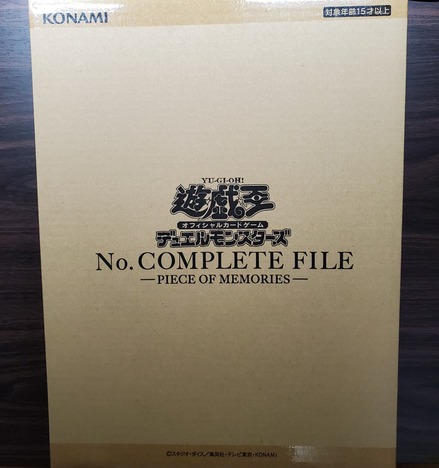 KONAMI
対象年齢15才以上
YU-GI-OH!
遊戯王
オフィシャルカードゲーム
デュエルモンスターズ
No. COMPLETE FILE
—PIECE OF MEMORIES—
©スタジオ・ダイス/集英社・テレビ東京・KONAMI